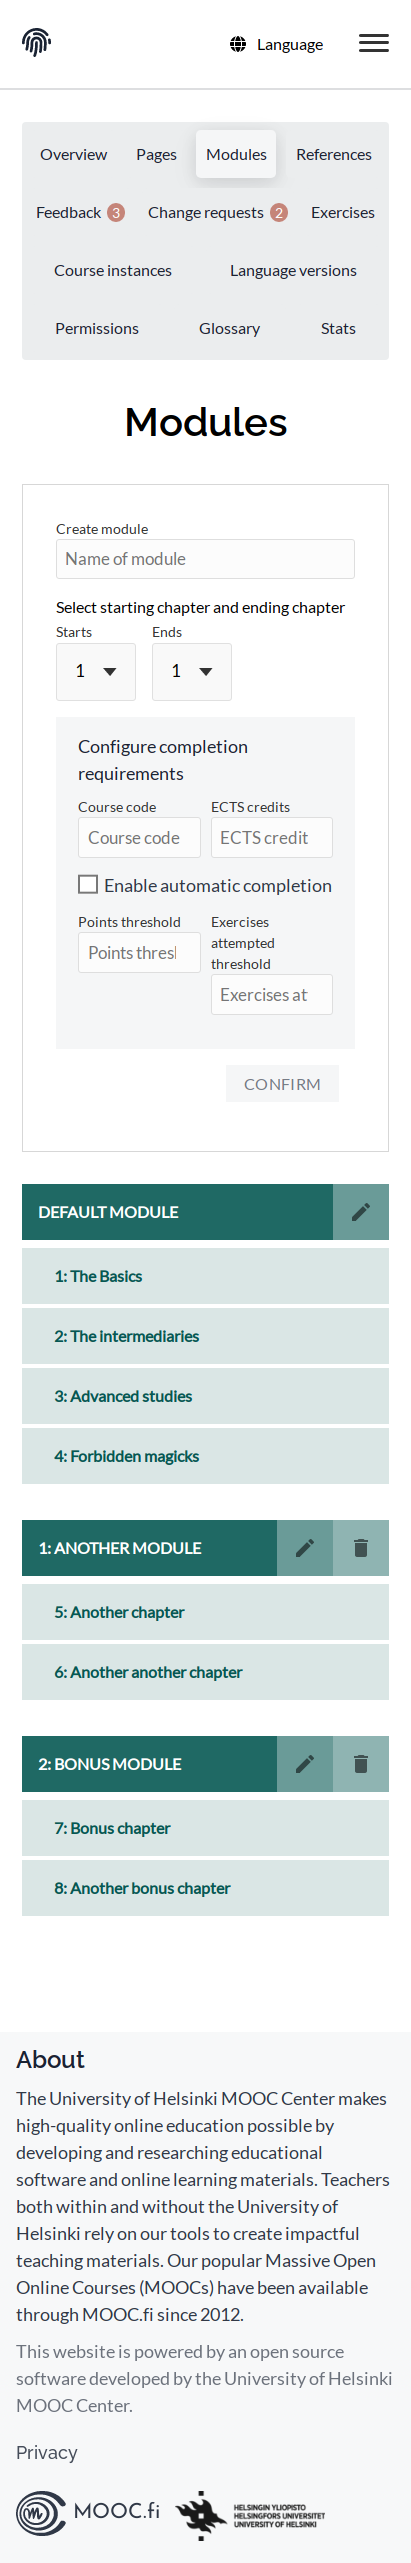 Language
Overview Pages Modules References
Feedback 3 Change requests 2 Exercises
Course instances Language versions
Permissions Glossary Stats
Modules
Create module
Name of module
Select starting chapter and ending chapter
Starts Ends
1 1
Configure completion
requirements
Course code ECTS credits
Course code ECTS credit
Enable automatic completion
Points threshold Exercises
attempted
threshold
Points thresl
Exercises at
CONFIRM
DEFAULT MODULE
1: The Basics
2: The intermediaries
3: Advanced studies
4: Forbidden magicks
1: ANOTHER MODULE
5: Another chapter
6: Another another chapter
2: BONUS MODULE
7: Bonus chapter
8: Another bonus chapter
About
The University of Helsinki MOOC Center makes
high-quality online education possible by
developing and researching educational
software and online learning materials. Teachers
both within and without the University of
Helsinki rely on our tools to create impactful
teaching materials. Our popular Massive Open
Online Courses (MOOCs) have been available
through MOOC.fi since 2012.
This website is powered by an open source
software developed by the University of Helsinki
MOOC Center.
Privacy
MOOC.fi
HELSINGIN YLIOPISTO
HELSINGFORS UNIVERSITET
UNIVERSITY OF HELSINKI